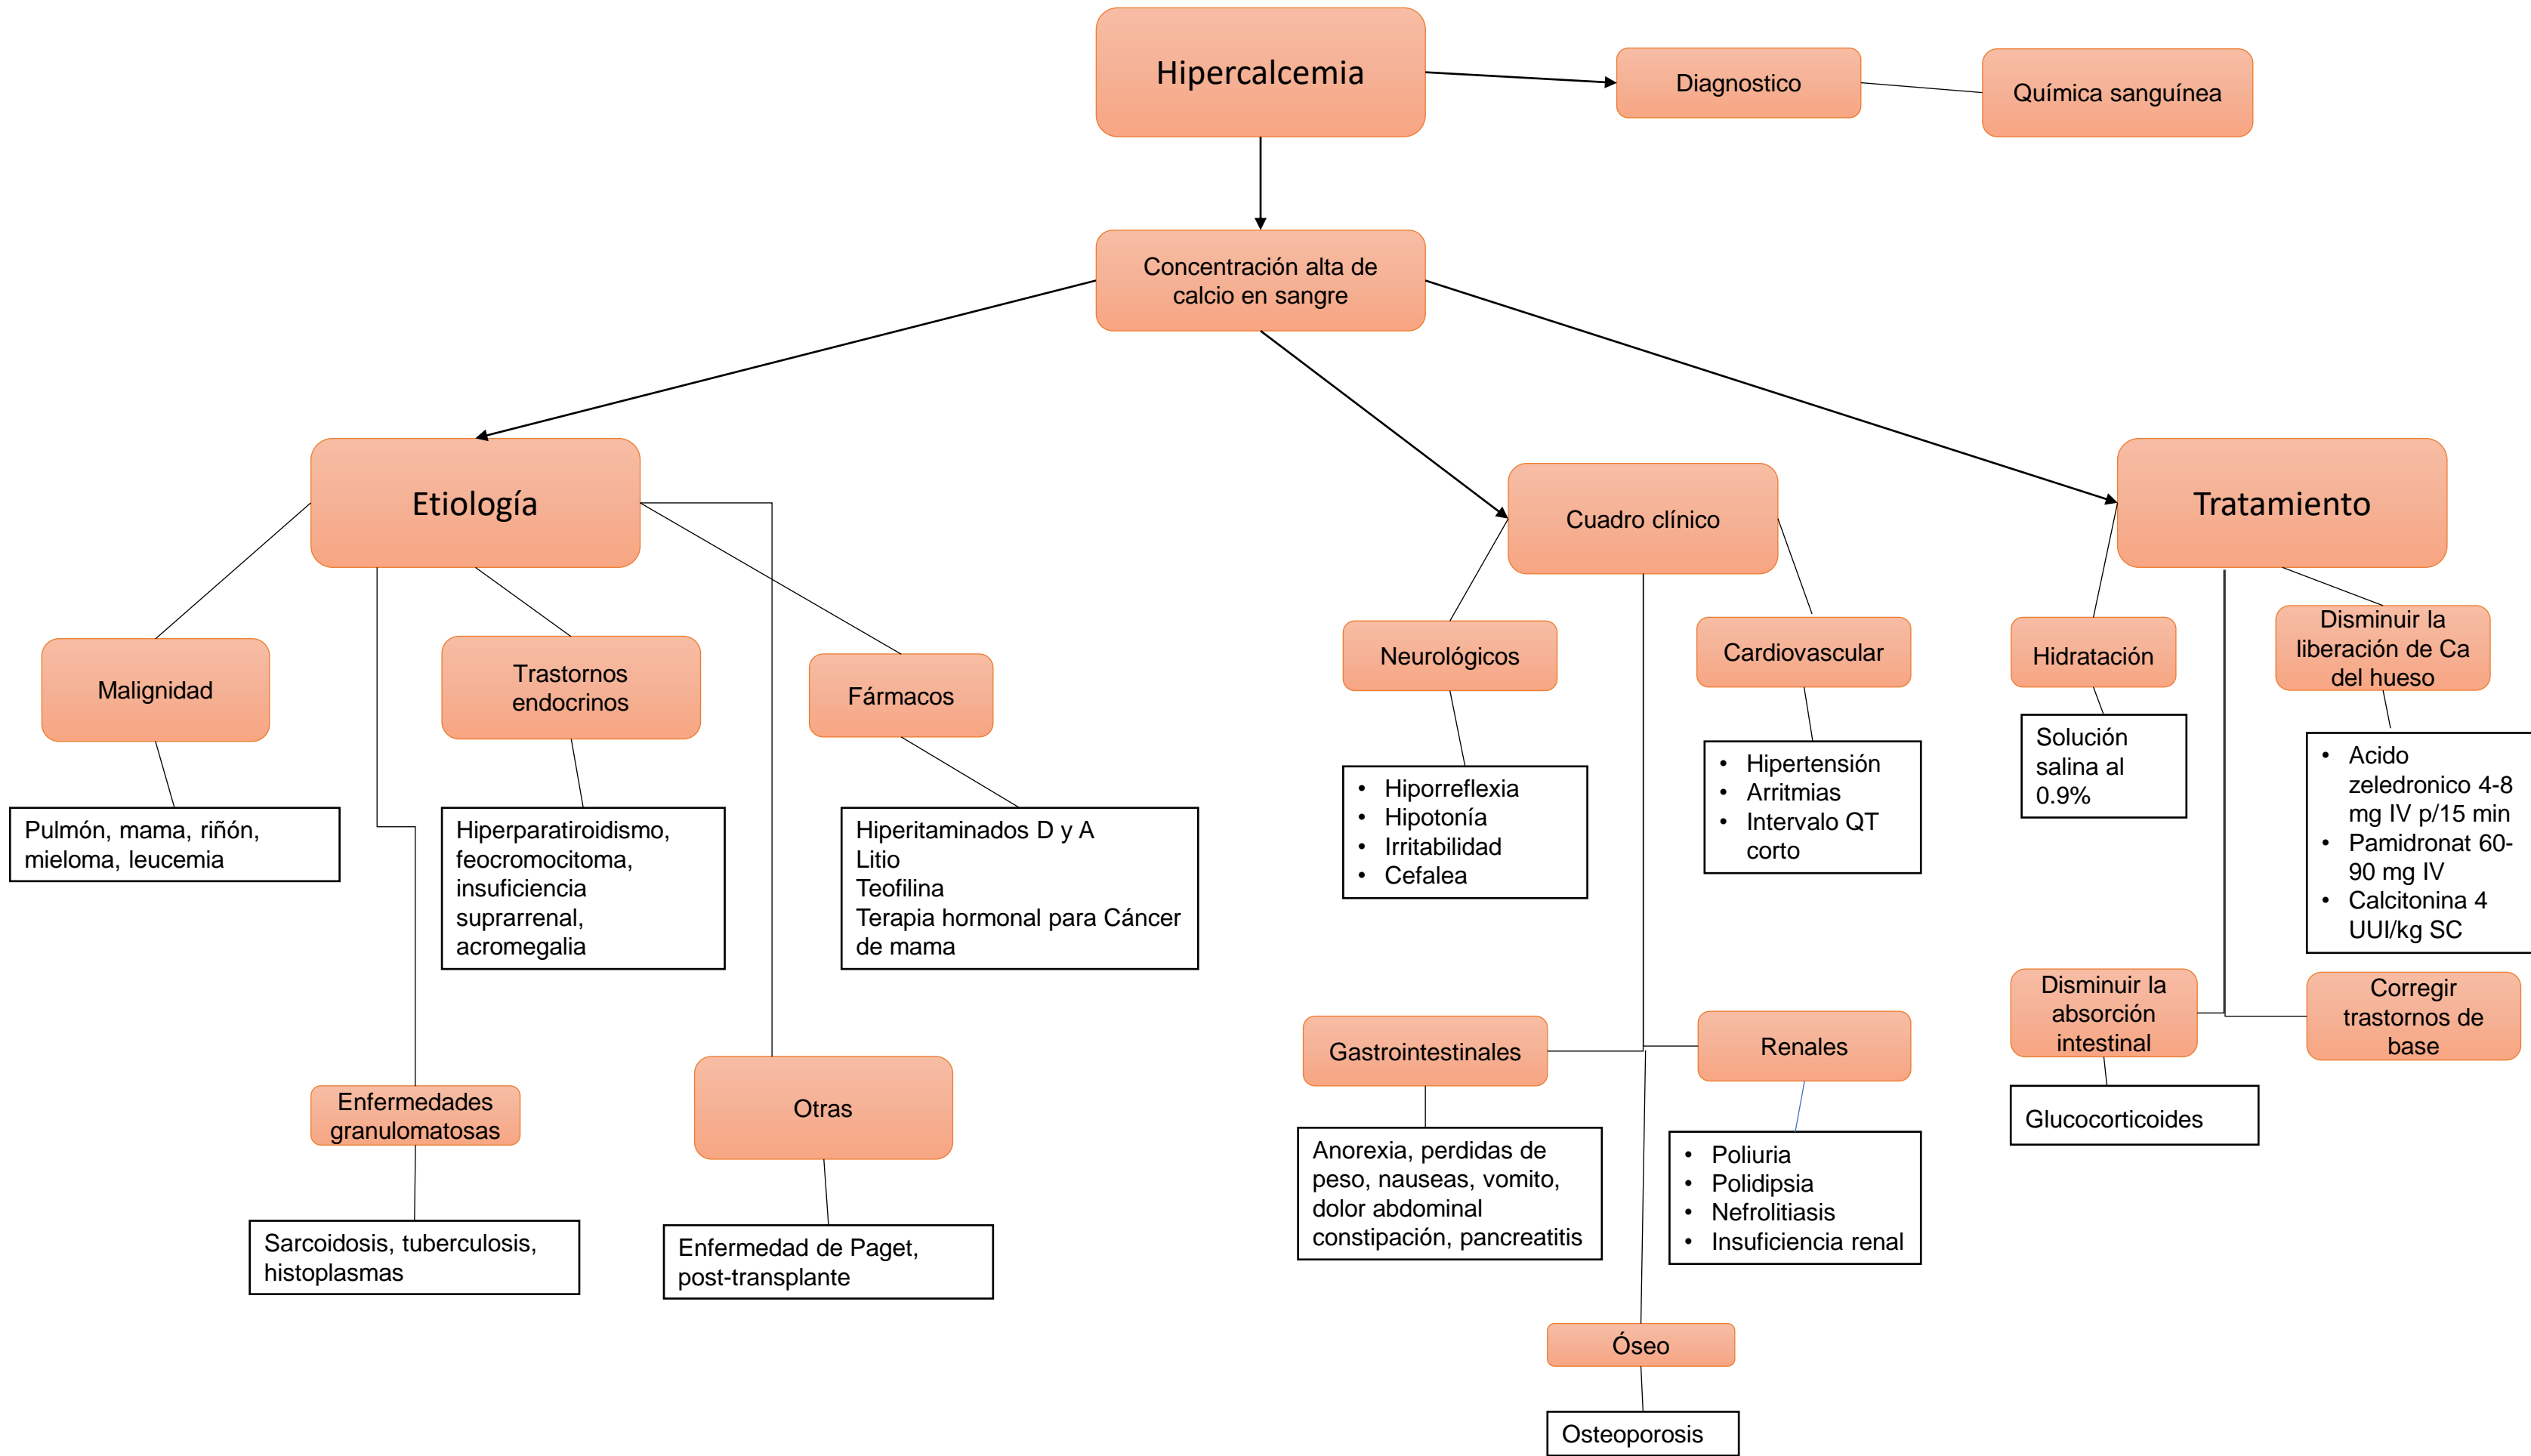 Hipercalcemia
Diagnostico
Química sanguínea
Concentración alta de
calcio en sangre
Etiología
Cuadro clínico
Tratamiento
Malignidad
Trastornos
endocrinos
Fármacos
Neurológicos
Cardiovascular
Hidratación
Disminuir la
liberación de Ca
del hueso
Pulmón, mama, riñón,
mieloma, leucemia
Hiperparatiroidismo,
feocromocitoma,
insuficiencia
suprarrenal,
acromegalia
Hiperitaminados D y A
Litio
Teofilina
Terapia hormonal para Cáncer
de mama
• Hiporreflexia
• Hipotonía
• Irritabilidad
• Cefalea
• Hipertensión
• Arritmias
• Intervalo QT
corto
Solución
salina al
0.9%
• Acido
zeledronico 4-8
mg IV p/15 min
• Pamidronat 60-
90 mg IV
• Calcitonina 4
UUI/kg SC
Enfermedades
granulomatosas
Otras
Gastrointestinales
Renales
Disminuir la
absorción
intestinal
Corregir
trastornos de
base
Sarcoidosis, tuberculosis,
histoplasmas
Enfermedad de Paget,
post-transplante
Anorexia, perdidas de
peso, nauseas, vomito,
dolor abdominal
constipación, pancreatitis
• Poliuria
• Polidipsia
• Nefrolitiasis
• Insuficiencia renal
Glucocorticoides
Óseo
Osteoporosis